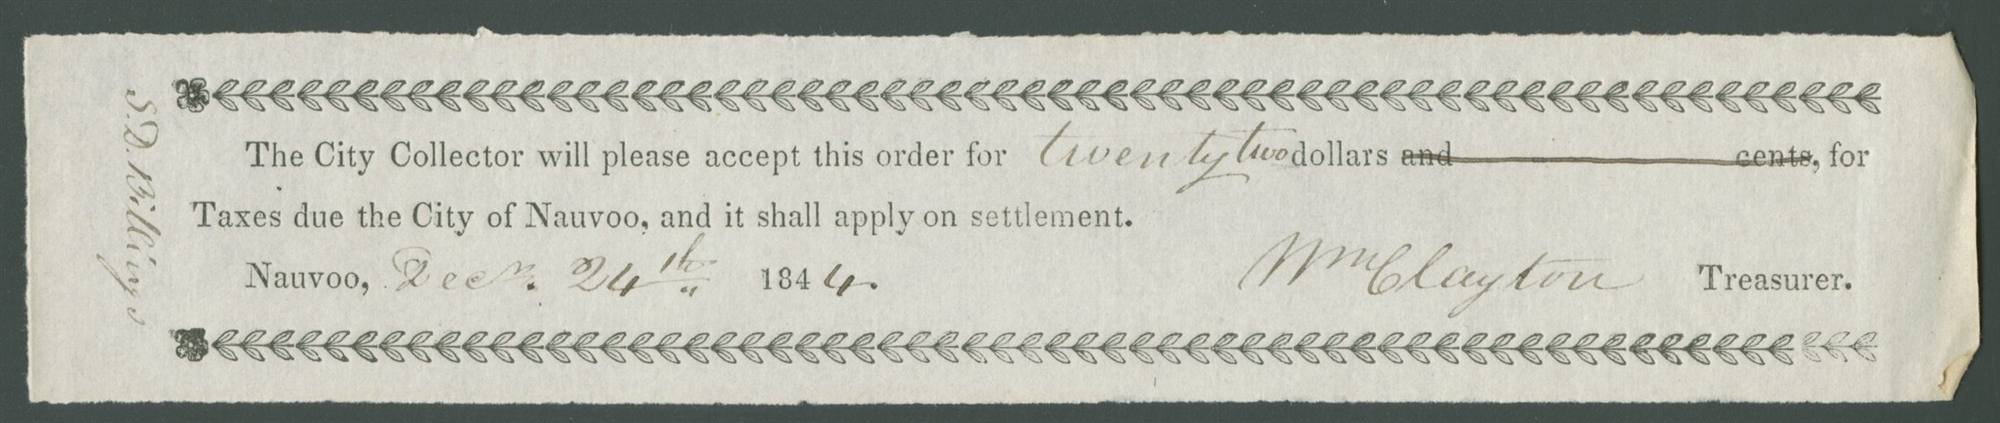 S. D. Billings
The City Collector will please accept this order for twenty two dollars and cents, for
Taxes due the City of Nauvoo, and it shall apply on settlement.
Nauvoo, Decr. 24th 1844. Wm Clayton Treasurer.